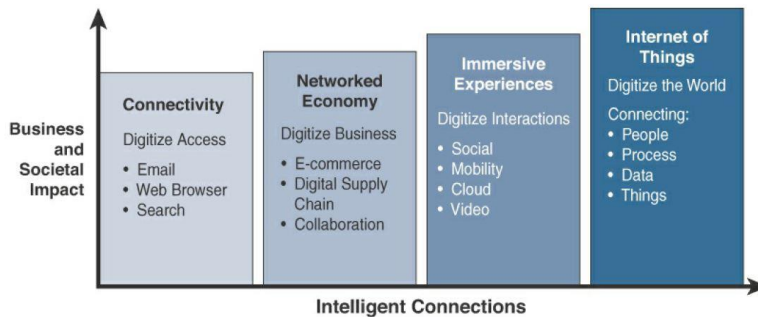 Business
and
Societal
Impact
Connectivity
Digitize Access
• Email
• Web Browser
• Search
Networked
Economy
Digitize Business
• E-commerce
• Digital Supply
Chain
• Collaboration
Immersive
Experiences
Digitize Interactions
• Social
• Mobility
• Cloud
• Video
Internet of
Things
Digitize the World
Connecting:
• People
• Process
• Data
• Things
Intelligent Connections